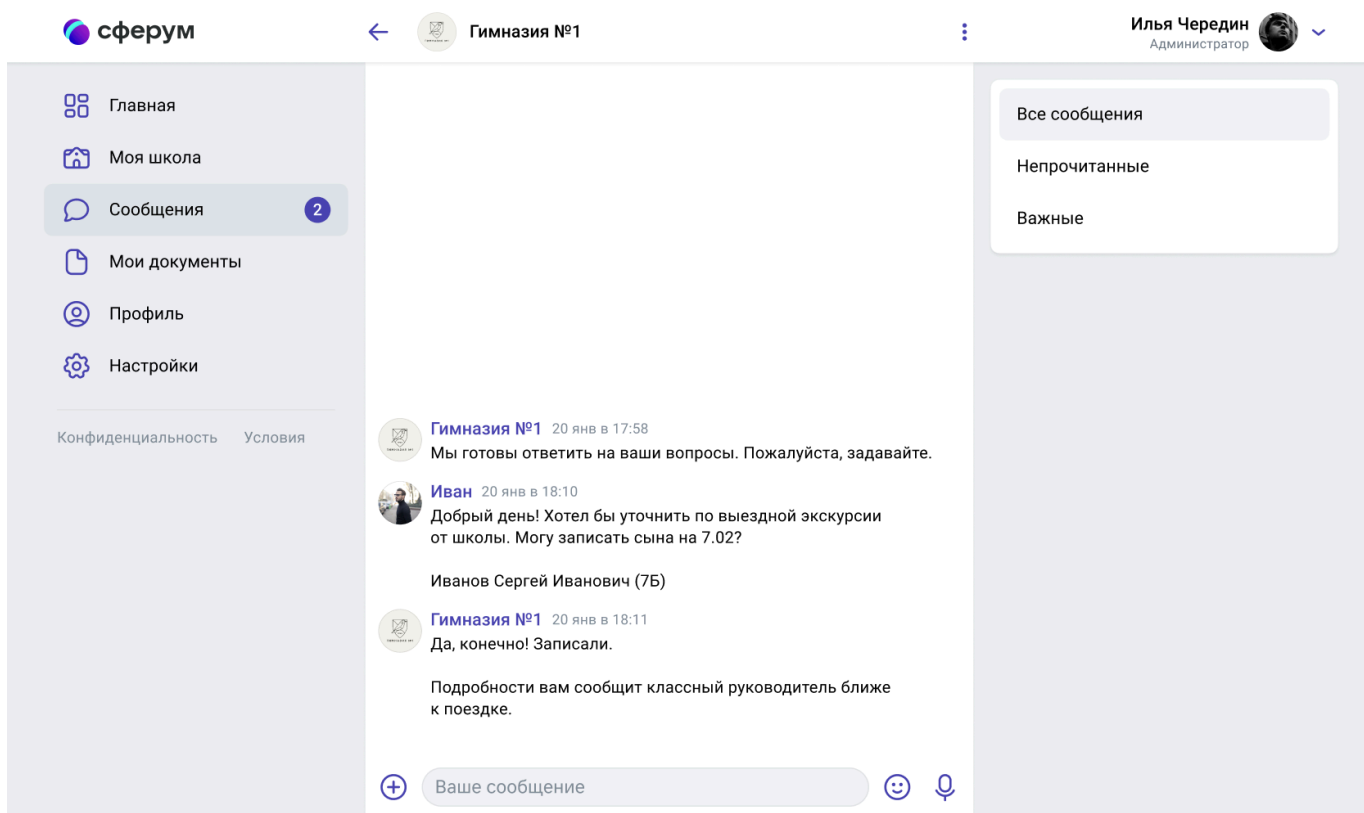 сферум
Гимназия №1
Илья Чередин
Администратор
Главная
Моя школа
Сообщения
2
Мои документы
Профиль
Настройки
Конфиденциальность Условия
Гимназия №1 20 янв в 17:58
Мы готовы ответить на ваши вопросы. Пожалуйста, задавайте.
Иван 20 янв в 18:10
Добрый день! Хотел бы уточнить по выездной экскурсии
от школы. Могу записать сына на 7.02?
Иванов Сергей Иванович (7Б)
Гимназия №1 20 янв в 18:11
Да, конечно! Записали.
Подробности вам сообщит классный руководитель ближе
к поездке.
Ваше сообщение
Все сообщения
Непрочитанные
Важные